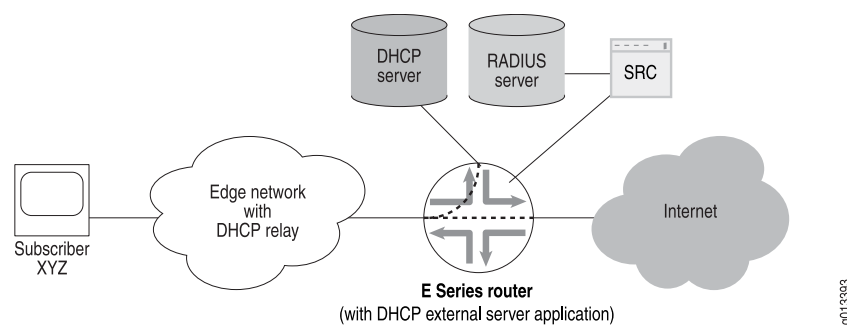 DHCP
server
RADIUS
server
SRC
Edge network
with
DHCP relay
Internet
Subscriber
XYZ
E Series router
(with DHCP external server application)
g013393